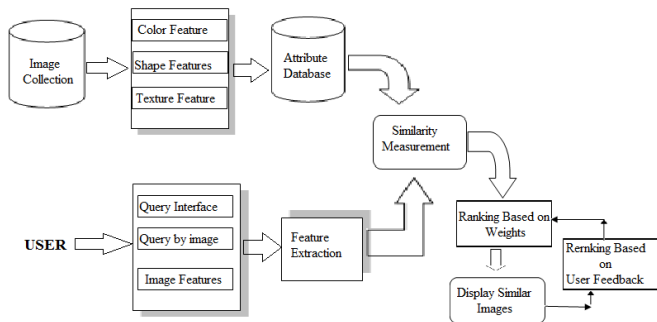 Color Feature
Image
Collection
Shape Features
Texture Feature
Attribute
Database
Similarity
Measurement
USER
Query Interface
Query by image
Image Features
Feature
Extraction
Ranking Based on
Weights
Display Similar
Images
Rernking Based
on
User Feedback